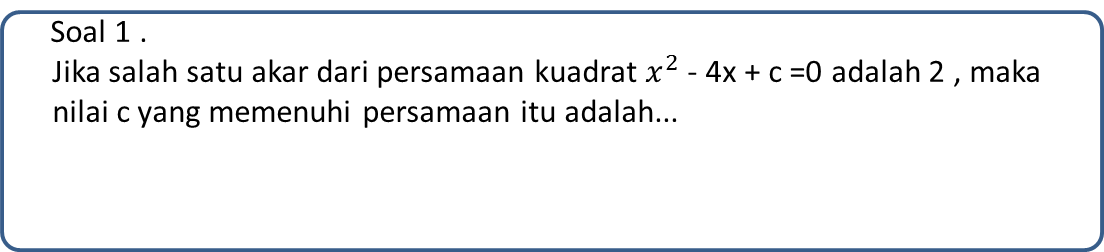 Soal 1 .
Jika salah satu akar dari persamaan kuadrat x² - 4x + c =0 adalah 2 , maka
nilai c yang memenuhi persamaan itu adalah...